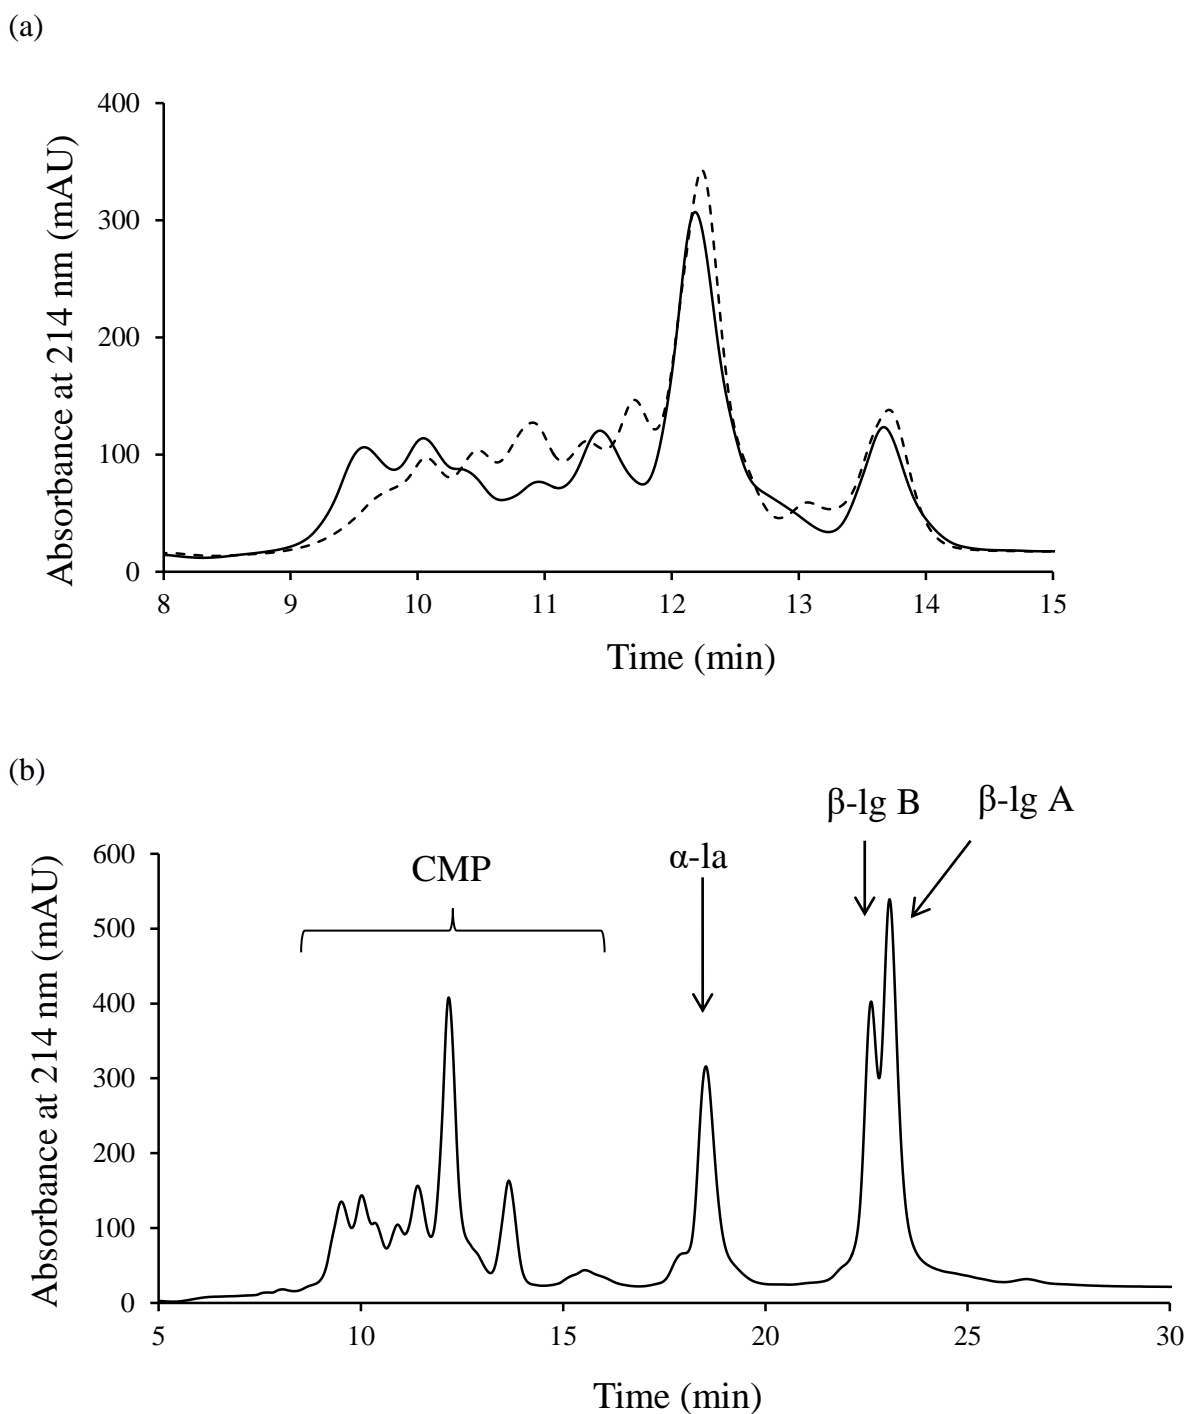 (a)
400
300
200
100
0
Absorbance at 214 nm (mAU)
8 9 10 11 12 13 14 15
Time (min)
(b)
β-lg B β-lg A
CMP α-la
600
500
400
300
200
100
0
Absorbance at 214 nm (mAU)
5 10 15 20 25 30
Time (min)